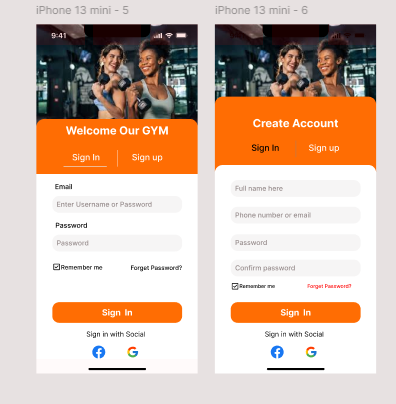 iPhone 13 mini - 5
9:41
Welcome Our GYM
Sign In
Sign up
Email
Enter Username or Password
Password
Password
Remember me
Forget Password?
Sign In
Sign in with Social
iPhone 13 mini - 6
Create Account
Sign In
Sign up
Full name here
Phone number or email
Password
Confirm password
Remember me
Forget Password?
Sign In
Sign in with Social